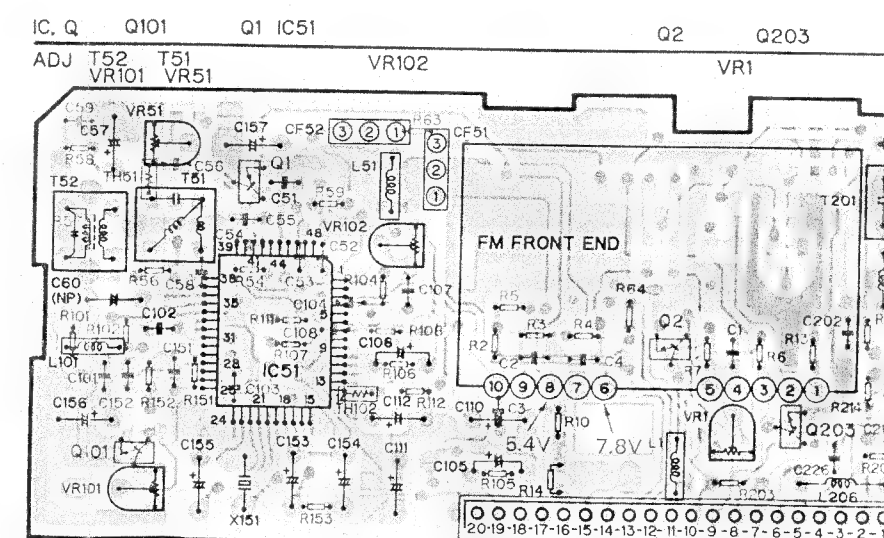 IC, Q Q101 Q1 IC51 Q2 Q203
ADJ T52 T51 VR102 VR1
VR101 VR51
C59 VR51 R63
C57 C157 CF52 3 2 1 CF51
R58 C56 Q1 L51 3
T52 TH51 T51 2
C51 R59 1 T201
C55 VR102
C54 48 C52 FM FRONT END
39 41 44
R56 C58 36 R54 C53 1 R104 C107
C60
(NP) 35 C104 5 R5 R64
R101 R102 C102 R111 C202
31 C108 9 C106 R108 R3 R4 Q2 C1 R13
L101 R107 R2
28 IC51 13 R106 C2 C4 R7 R6
C101 C152 R152 C151 R151 26 C103
10 9 8 7 6 5 4 3 2 1
C156 24 21 18 15 TH102 C112 R112 C110 C3 R10 VR1 R214
Q101 C155 C153 C154 C111 5.4V 7.8V L1 Q203
C105 C226
VR101 R105 R14 R203 L206
X151 R153
20-19-18-17-16-15-14-13-12-11-10-9-8-7-6-5-4-3-2-1